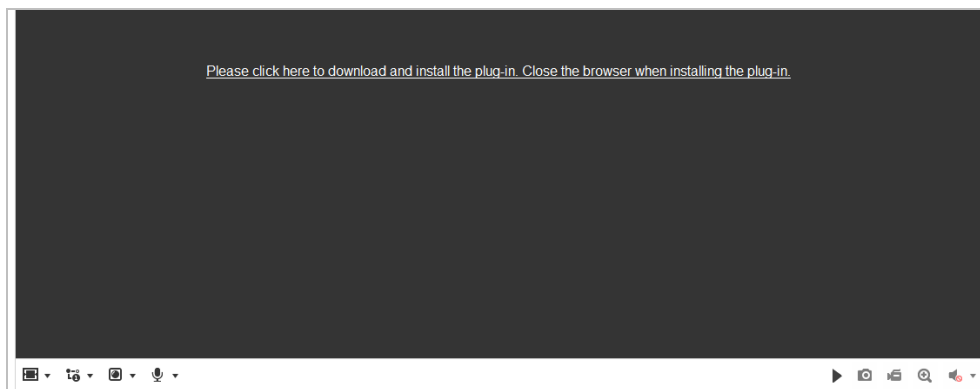 Please click here to download and install the plug-in. Close the browser when installing the plug-in.